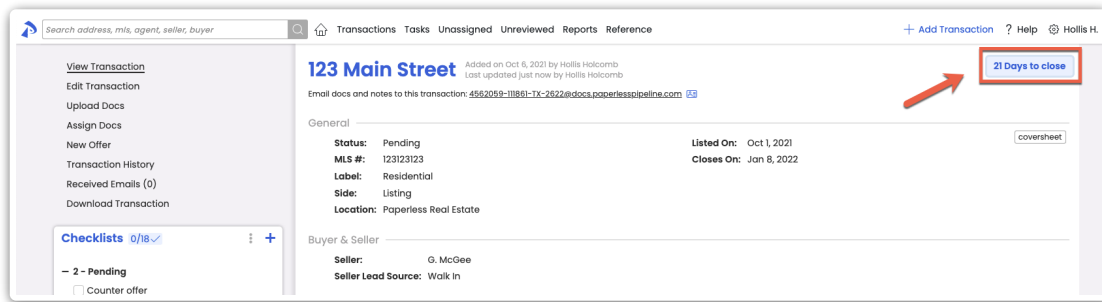 Search address, mls, agent, seller, buyer
Transactions Tasks Unassigned Unreviewed Reports Reference
+ Add Transaction ? Help Hollis H.
View Transaction
Edit Transaction
Upload Docs
Assign Docs
New Offer
Transaction History
Received Emails (0)
Download Transaction
Checklists 0/18
– 2 - Pending
Counter offer
123 Main Street
Added on Oct 6, 2021 by Hollis Holcomb
Last updated just now by Hollis Holcomb
21 Days to close
Email docs and notes to this transaction: 4562059-111861-TX-2622@docs.paperlesspipeline.com
General
coversheet
Status: Pending
MLS #: 123123123
Label: Residential
Side: Listing
Location: Paperless Real Estate
Listed On: Oct 1, 2021
Closes On: Jan 8, 2022
Buyer & Seller
Seller: G. McGee
Seller Lead Source: Walk In